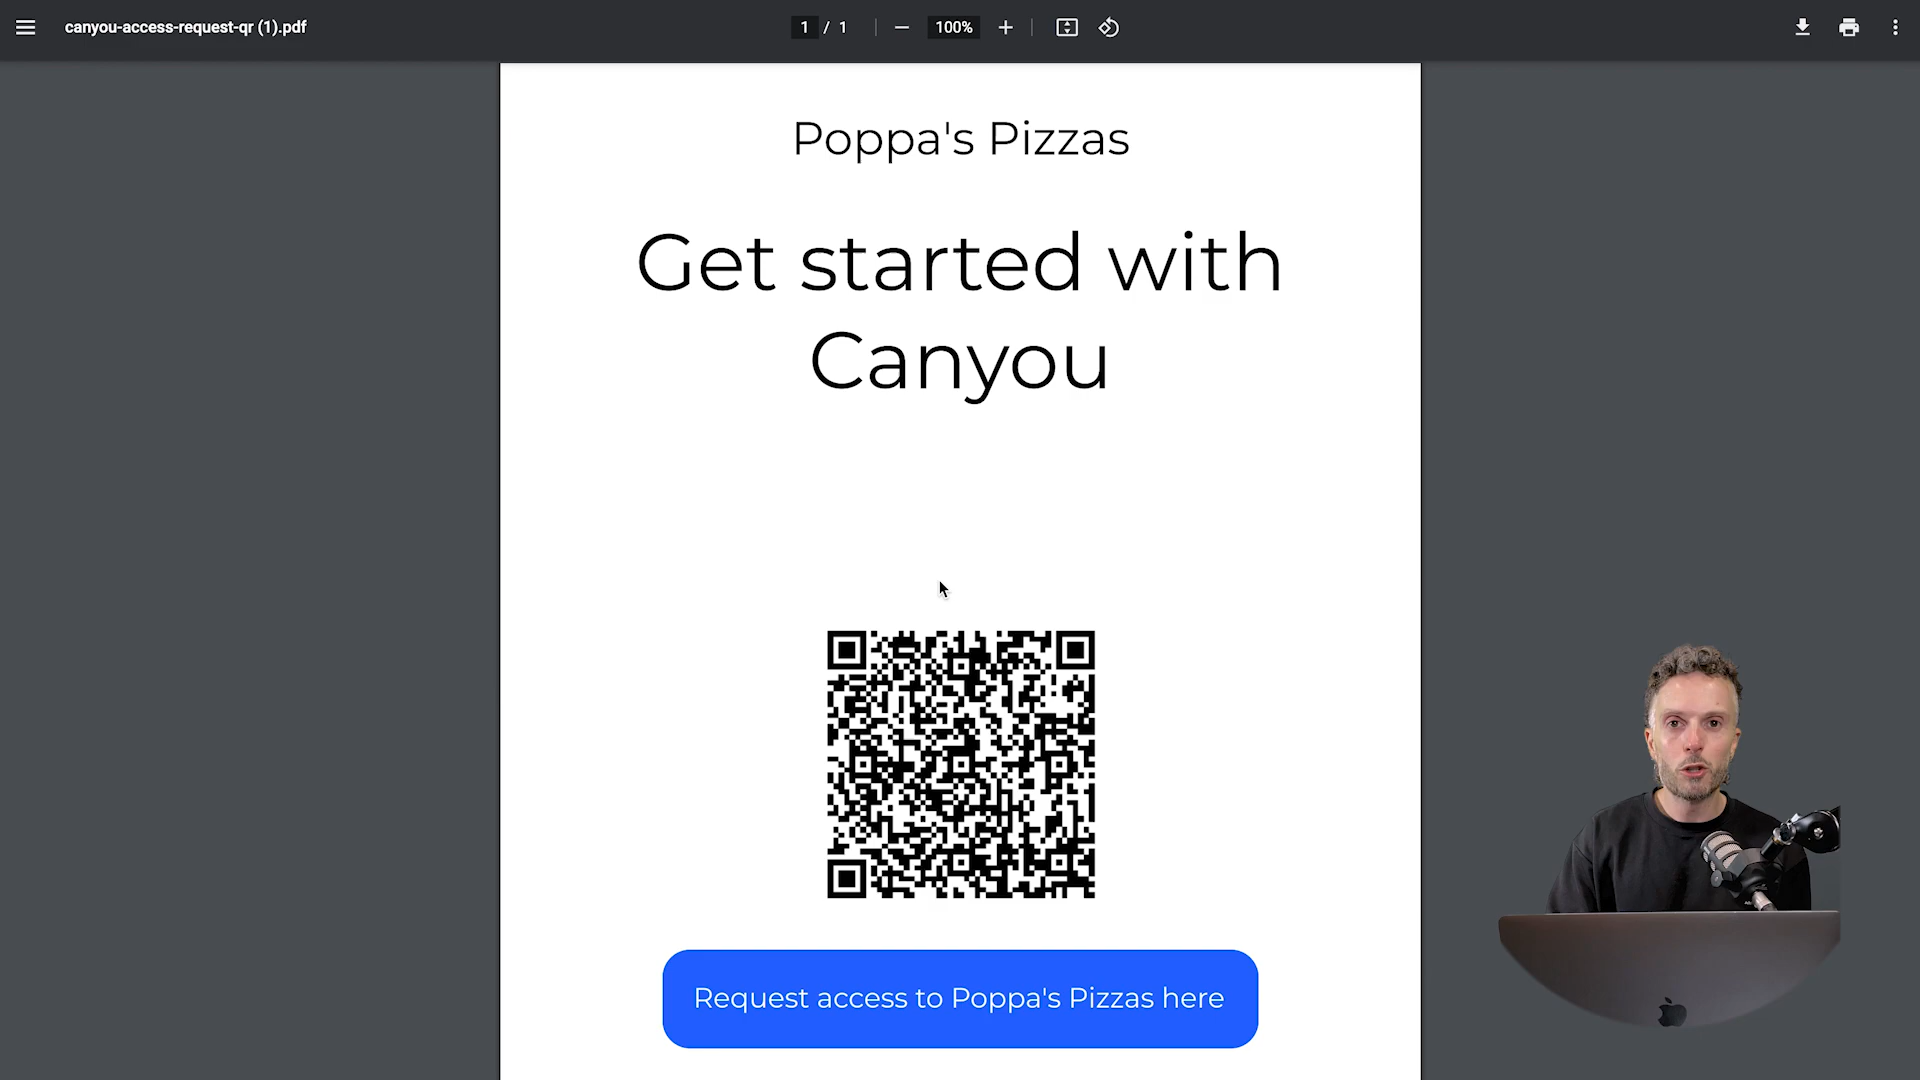 canyou-access-request-qr (1).pdf
1 / 1
100%
Poppa's Pizzas
Get started with
Canyou
Request access to Poppa's Pizzas here